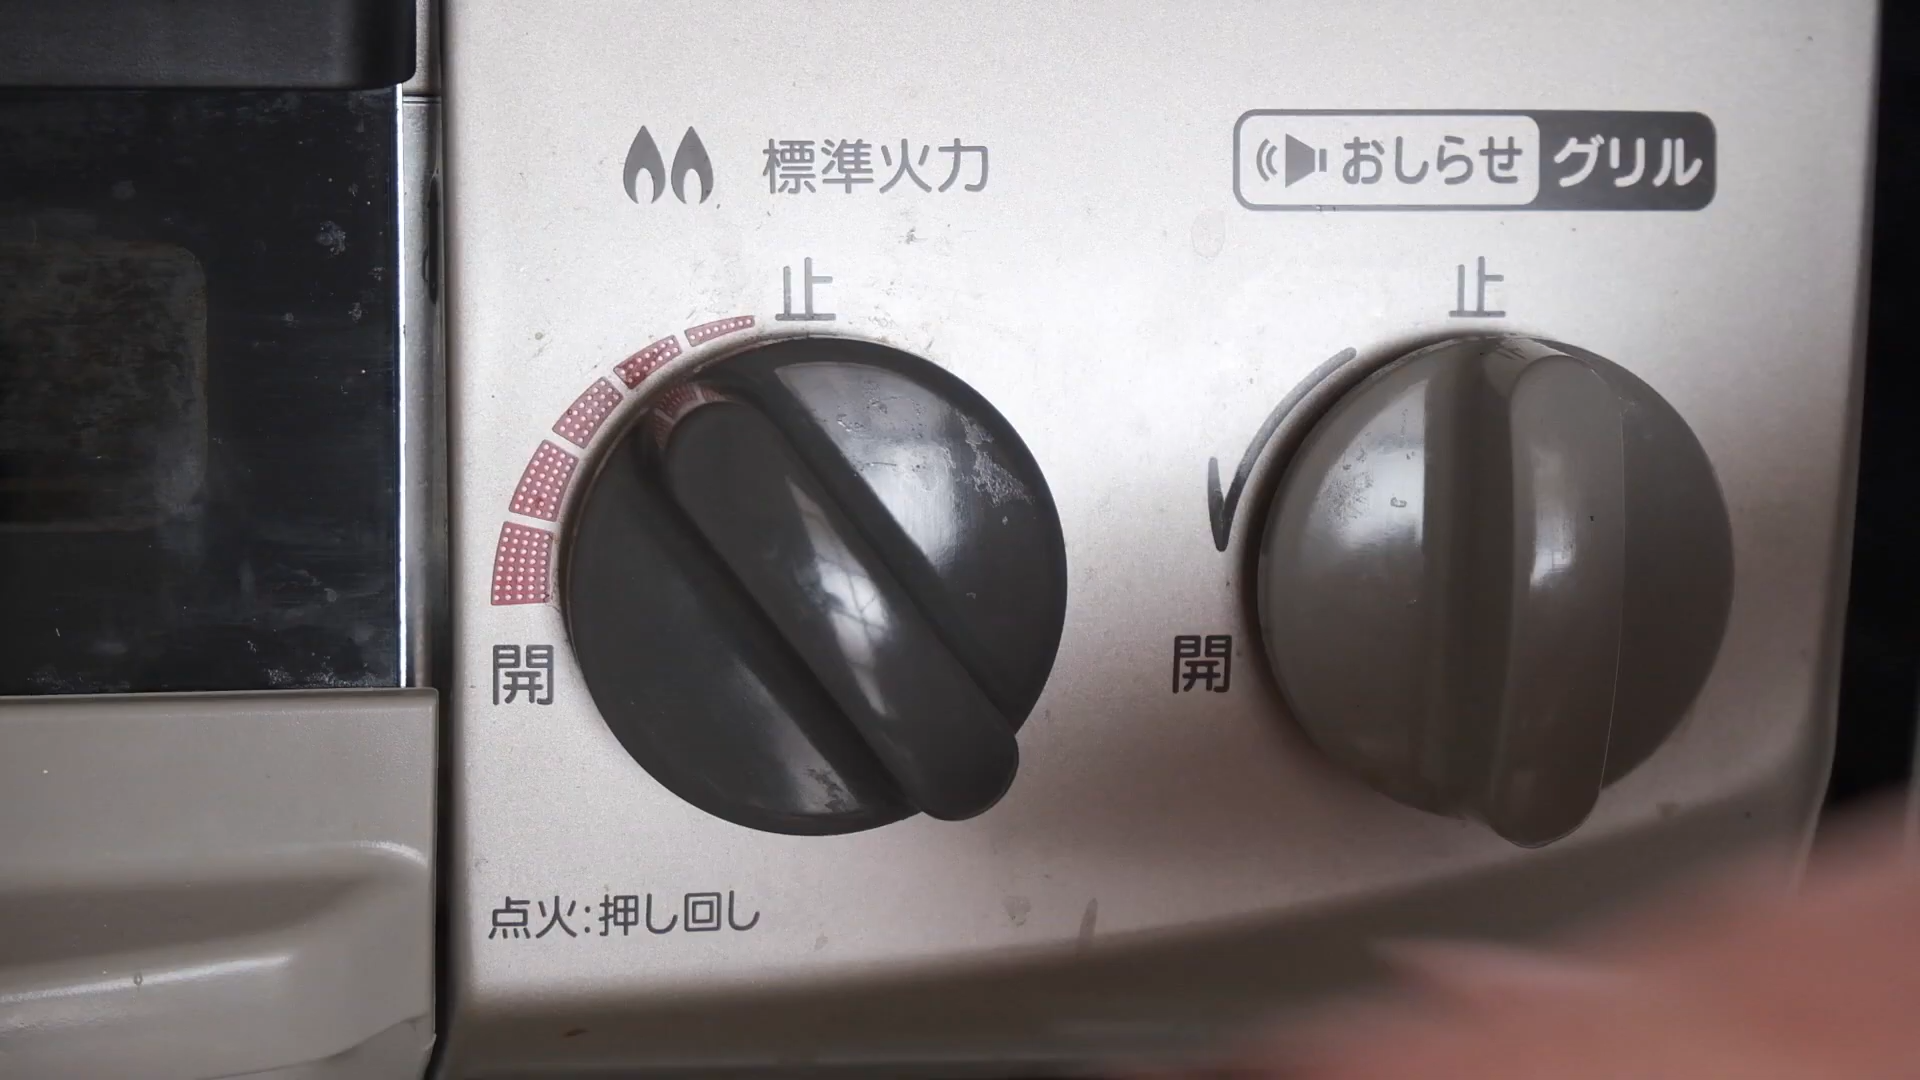 標準火力
おしらせ グリル
止
止
開
開
点火:押し回し